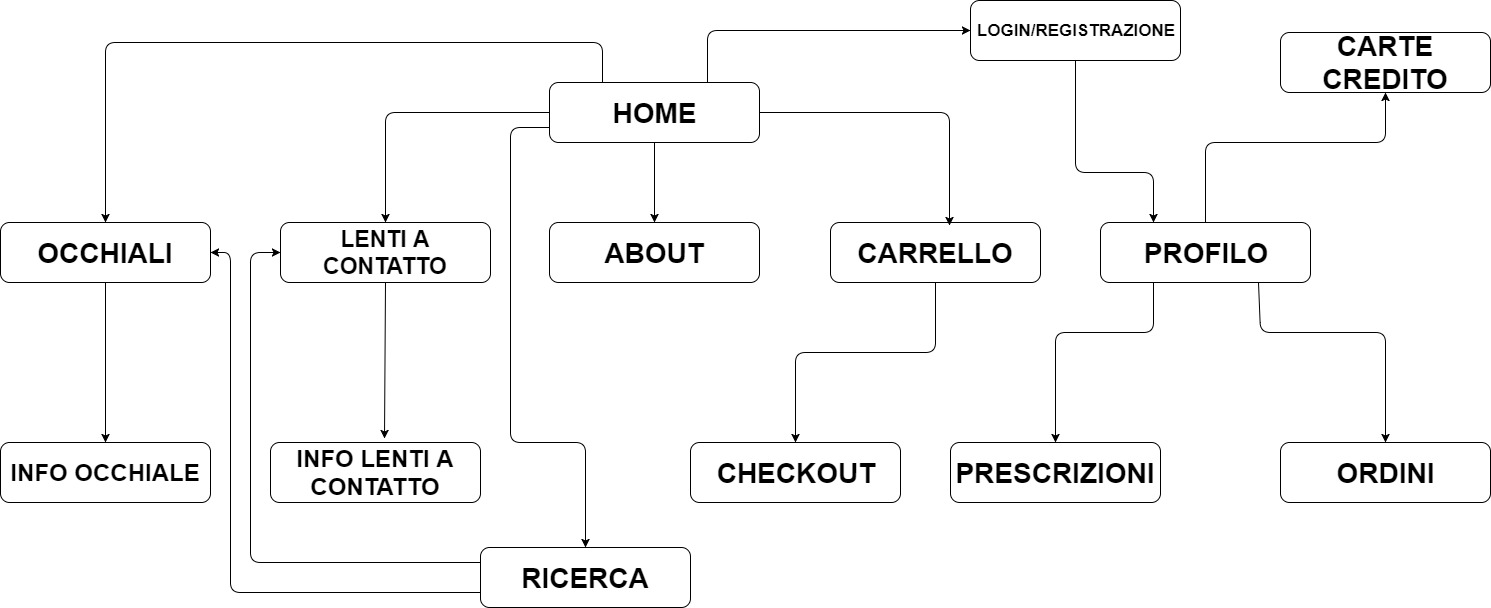 LOGIN/REGISTRAZIONE
CARTE
CREDITO
HOME
OCCHIALI
LENTI A
CONTATTO
ABOUT
CARRELLO
PROFILO
INFO OCCHIALE
INFO LENTI A
CONTATTO
CHECKOUT
PRESCRIZIONI
ORDINI
RICERCA